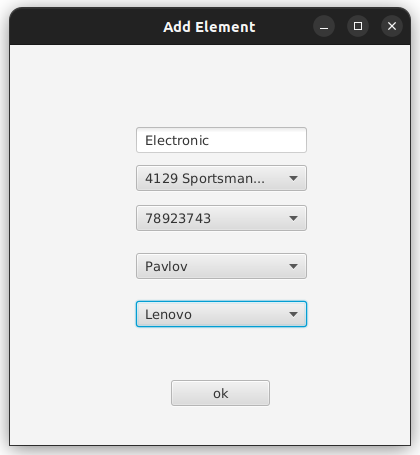 Add Element
Electronic
4129 Sportsman...
78923743
Pavlov
Lenovo
ok